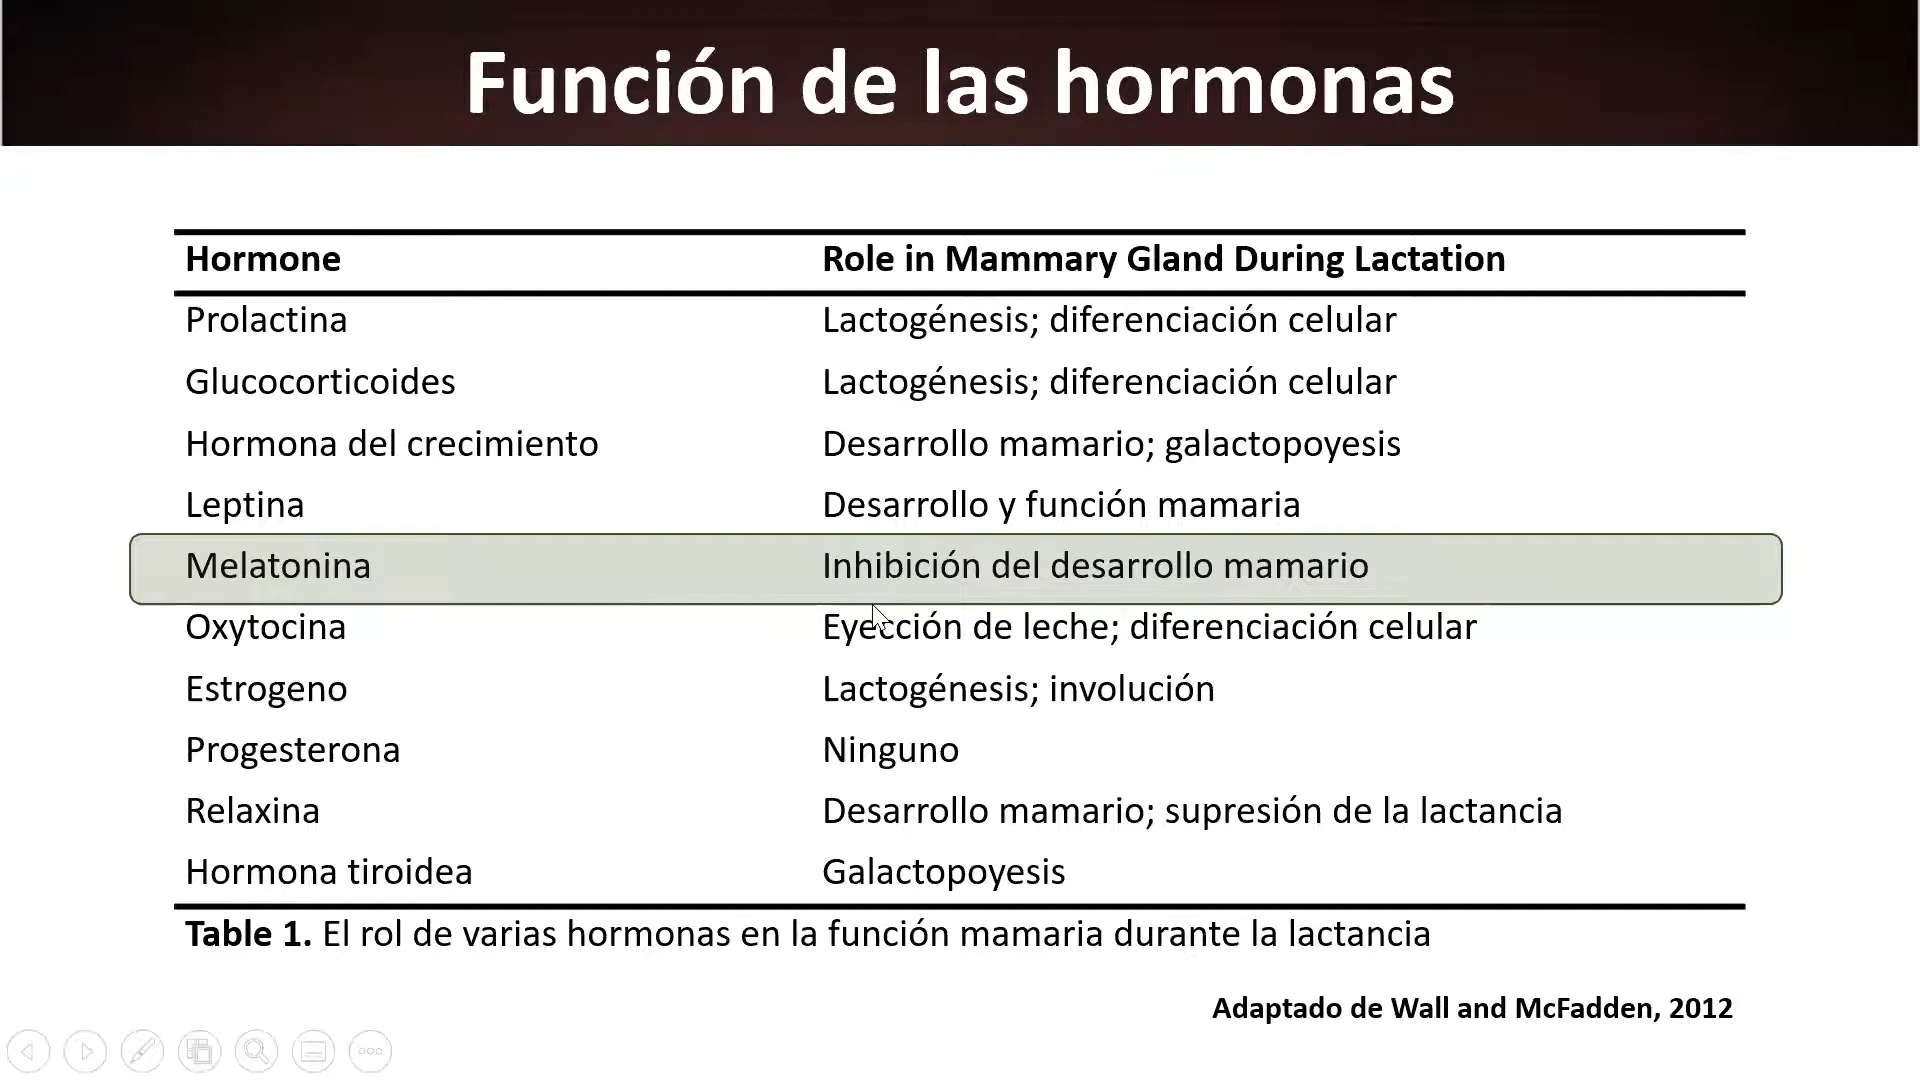 Función de las hormonas
Hormone Role in Mammary Gland During Lactation
Prolactina Lactogénesis; diferenciación celular
Glucocorticoides Lactogénesis; diferenciación celular
Hormona del crecimiento Desarrollo mamario; galactopoyesis
Leptina Desarrollo y función mamaria
Melatonina Inhibición del desarrollo mamario
Oxytocina Eyección de leche; diferenciación celular
Estrogeno Lactogénesis; involución
Progesterona Ninguno
Relaxina Desarrollo mamario; supresión de la lactancia
Hormona tiroidea Galactopoyesis
Table 1. El rol de varias hormonas en la función mamaria durante la lactancia
Adaptado de Wall and McFadden, 2012